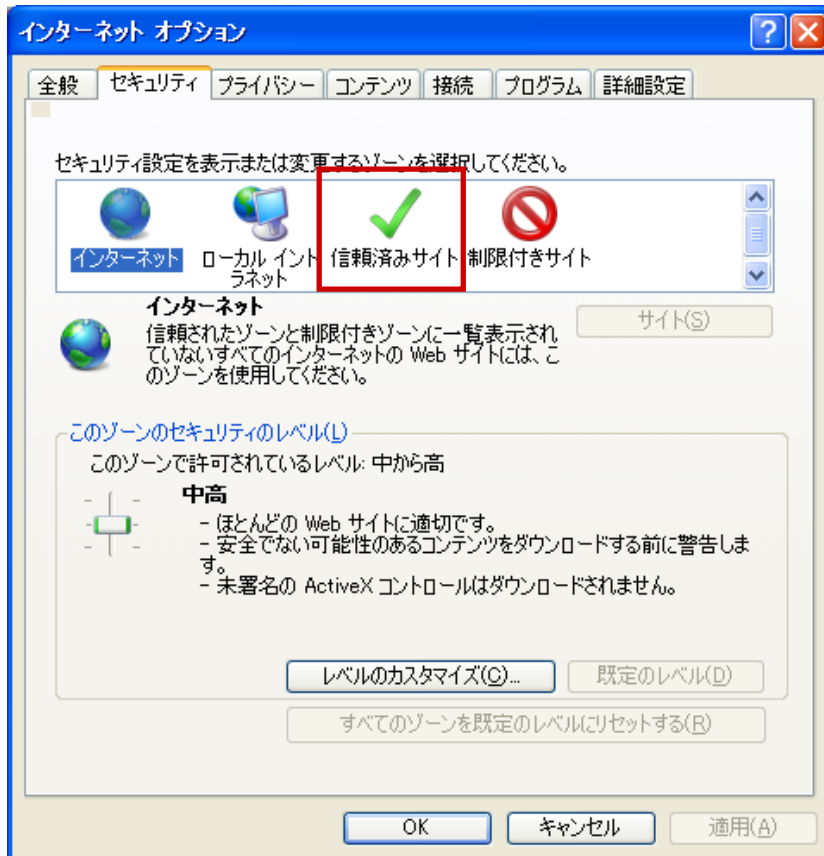 インターネット オプション
全般 セキュリティ プライバシー コンテンツ 接続 プログラム 詳細設定
セキュリティ設定を表示または変更するゾーンを選択してください。
インターネット ローカル イント 信頼済みサイト 制限付きサイト
ラネット
インターネット
サイト(S)
信頼されたゾーンと制限付きゾーンに一覧表示され
ていないすべてのインターネットの Web サイトには、こ
のゾーンを使用してください。
このゾーンのセキュリティのレベル(L)
このゾーンで許可されているレベル: 中から高
中高
- ほとんどの Web サイトに適切です。
- 安全でない可能性のあるコンテンツをダウンロードする前に警告しま
す。
- 未署名の ActiveX コントロールはダウンロードされません。
レベルのカスタマイズ(C)... 既定のレベル(D)
すべてのゾーンを既定のレベルにリセットする(R)
OK キャンセル 適用(A)